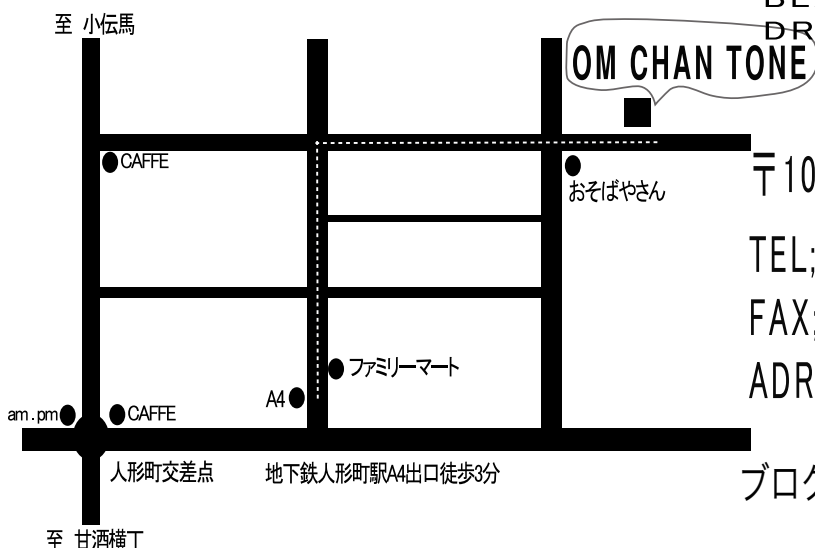 至 小伝馬
DR
OM CHAN TONE
CAFFE
おそばやさん
〒10
TEL;
FAX;
ADR
ファミリーマート
A4
am.pm
CAFFE
人形町交差点
地下鉄人形町駅A4出口徒歩3分
ブログ
至 甘酒横丁